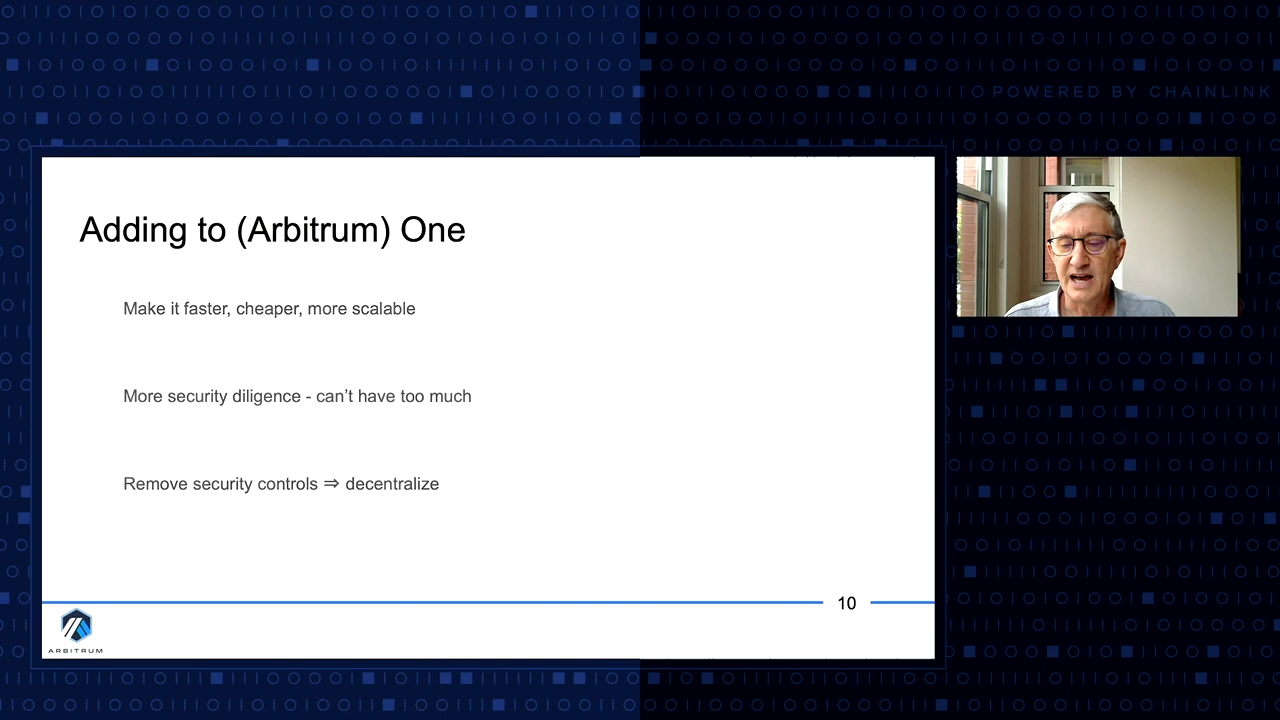 POWERED BY CHAINLINK
Adding to (Arbitrum) One
Make it faster, cheaper, more scalable
More security diligence - can’t have too much
Remove security controls ⇒ decentralize
10
ARBITRUM